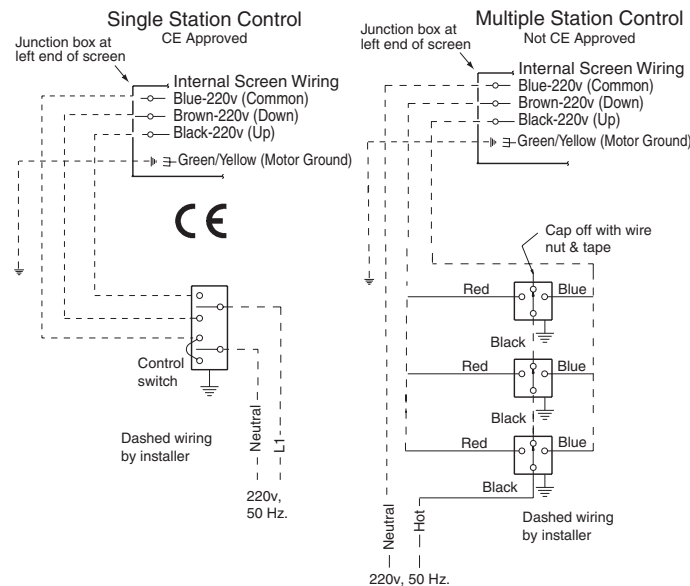 Single Station Control
CE Approved
Junction box at
left end of screen
Internal Screen Wiring
Blue-220v (Common)
Brown-220v (Down)
Black-220v (Up)
Green/Yellow (Motor Ground)
CE
Control
switch
Neutral
L1
Dashed wiring
by installer
220v,
50 Hz.
Multiple Station Control
Not CE Approved
Junction box at
left end of screen
Internal Screen Wiring
Blue-220v (Common)
Brown-220v (Down)
Black-220v (Up)
Green/Yellow (Motor Ground)
Cap off with wire
nut & tape
Red
Blue
Black
Red
Blue
Black
Red
Blue
Black
Neutral
Hot
Dashed wiring
by installer
220v, 50 Hz.